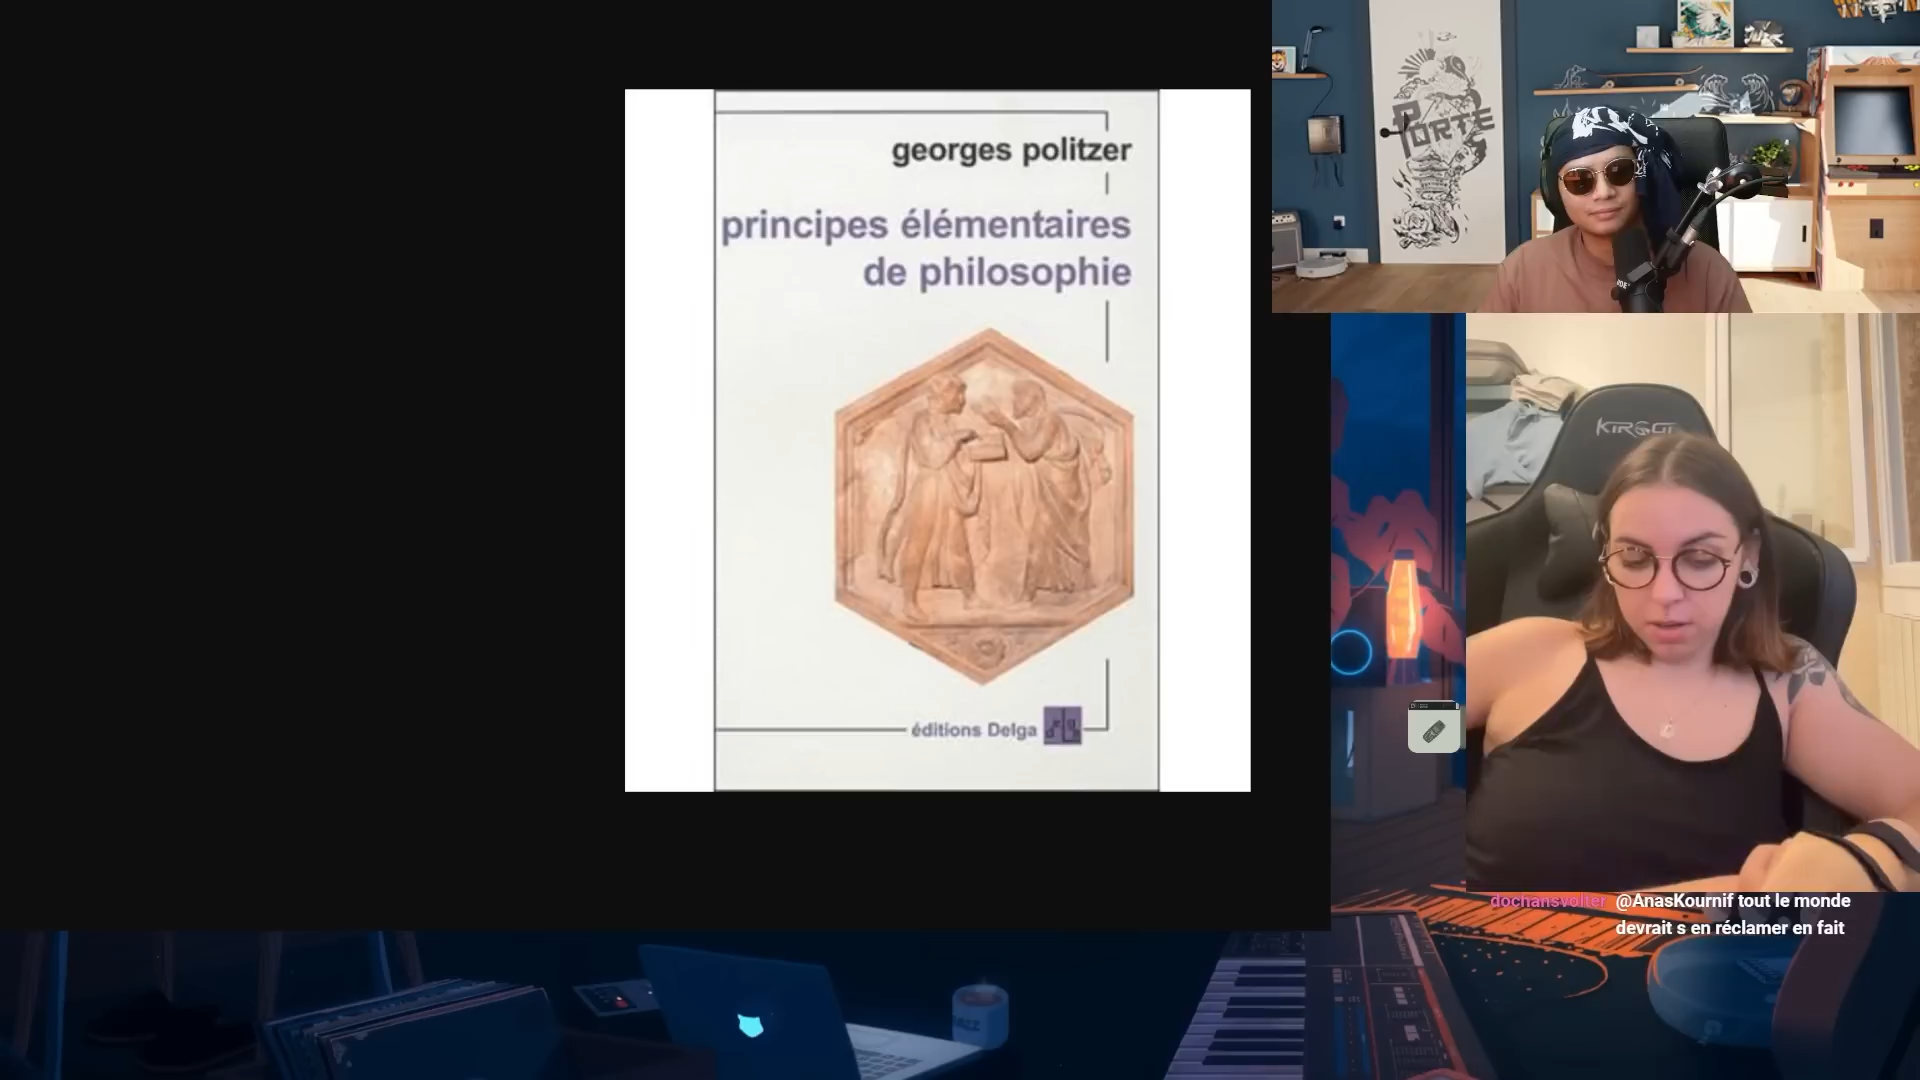 georges politzer
principes élémentaires
de philosophie
éditions Delga
PORTE
dochansvolter @AnasKournif tout le monde
devrait s en réclamer en fait